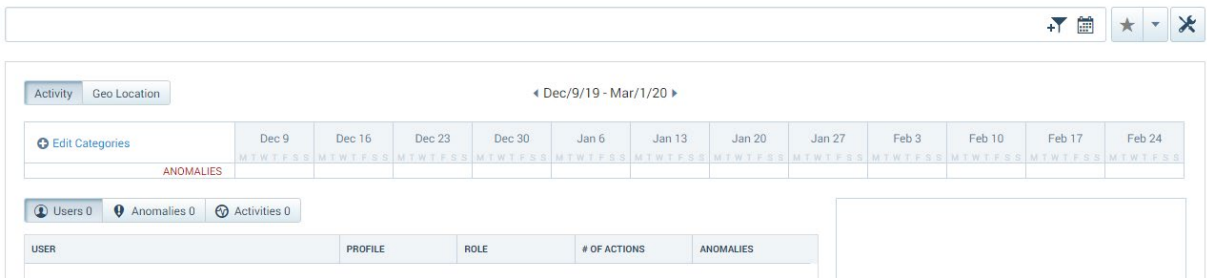 Activity Geo Location Dec/9/19 - Mar/1/20
Edit Categories Dec 9 Dec 16 Dec 23 Dec 30 Jan 6 Jan 13 Jan 20 Jan 27 Feb 3 Feb 10 Feb 17 Feb 24
M T W T F S S M T W T F S S M T W T F S S M T W T F S S M T W T F S S M T W T F S S M T W T F S S M T W T F S S M T W T F S S M T W T F S S M T W T F S S M T W T F S S
ANOMALIES
Users 0 Anomalies 0 Activities 0
USER PROFILE ROLE # OF ACTIONS ANOMALIES